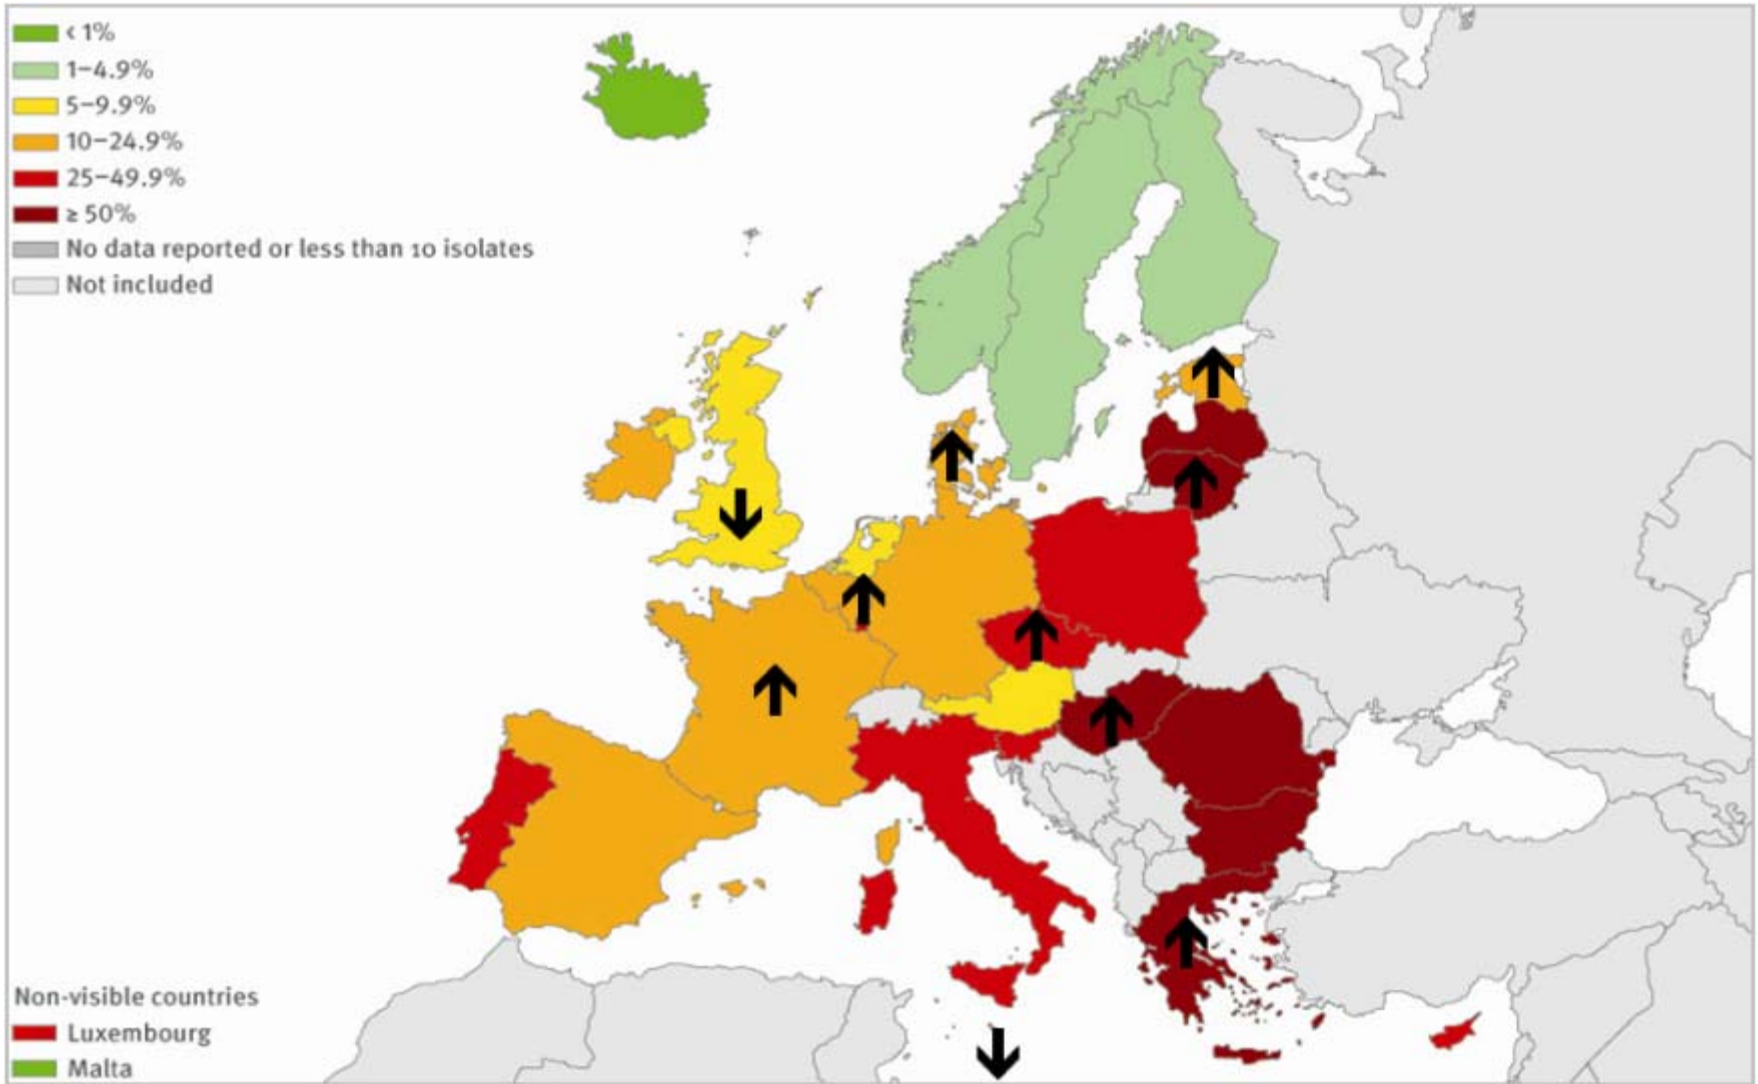 < 1%
1–4.9%
5–9.9%
10–24.9%
25–49.9%
≥ 50%
No data reported or less than 10 isolates
Not included
Non-visible countries
Luxembourg
Malta